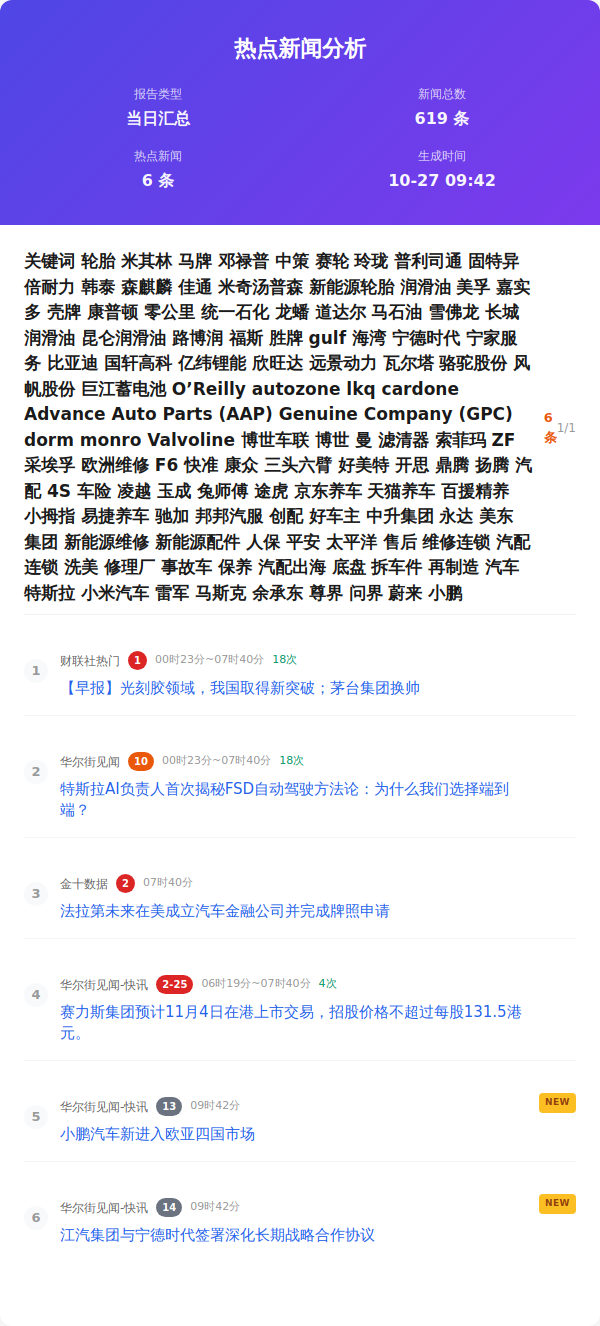 热点新闻分析
报告类型
新闻总数
当日汇总
619 条
热点新闻
生成时间
6 条
10-27 09:42
关键词 轮胎 米其林 马牌 邓禄普 中策 赛轮 玲珑 普利司通 固特异
倍耐力 韩泰 森麒麟 佳通 米奇汤普森 新能源轮胎 润滑油 美孚 嘉实
多 壳牌 康普顿 零公里 统一石化 龙蟠 道达尔 马石油 雪佛龙 长城
润滑油 昆仑润滑油 路博润 福斯 胜牌 gulf 海湾 宁德时代 宁家服
务 比亚迪 国轩高科 亿纬锂能 欣旺达 远景动力 瓦尔塔 骆驼股份 风
帆股份 巨江蓄电池 O’Reilly autozone lkq cardone
Advance Auto Parts (AAP) Genuine Company (GPC)
dorm monro Valvoline 博世车联 博世 曼 滤清器 索菲玛 ZF
采埃孚 欧洲维修 F6 快准 康众 三头六臂 好美特 开思 鼎腾 扬腾 汽
配 4S 车险 凌越 玉成 兔师傅 途虎 京东养车 天猫养车 百援精养
小拇指 易捷养车 驰加 邦邦汽服 创配 好车主 中升集团 永达 美东
集团 新能源维修 新能源配件 人保 平安 太平洋 售后 维修连锁 汽配
连锁 洗美 修理厂 事故车 保养 汽配出海 底盘 拆车件 再制造 汽车
特斯拉 小米汽车 雷军 马斯克 余承东 尊界 问界 蔚来 小鹏
6
条
1/1
1
财联社热门 1 00时23分~07时40分 18次
【早报】光刻胶领域，我国取得新突破；茅台集团换帅
2
华尔街见闻 10 00时23分~07时40分 18次
特斯拉AI负责人首次揭秘FSD自动驾驶方法论：为什么我们选择端到
端？
3
金十数据 2 07时40分
法拉第未来在美成立汽车金融公司并完成牌照申请
4
华尔街见闻-快讯 2-25 06时19分~07时40分 4次
赛力斯集团预计11月4日在港上市交易，招股价格不超过每股131.5港
元。
5
华尔街见闻-快讯 13 09时42分
NEW
小鹏汽车新进入欧亚四国市场
6
华尔街见闻-快讯 14 09时42分
NEW
江汽集团与宁德时代签署深化长期战略合作协议